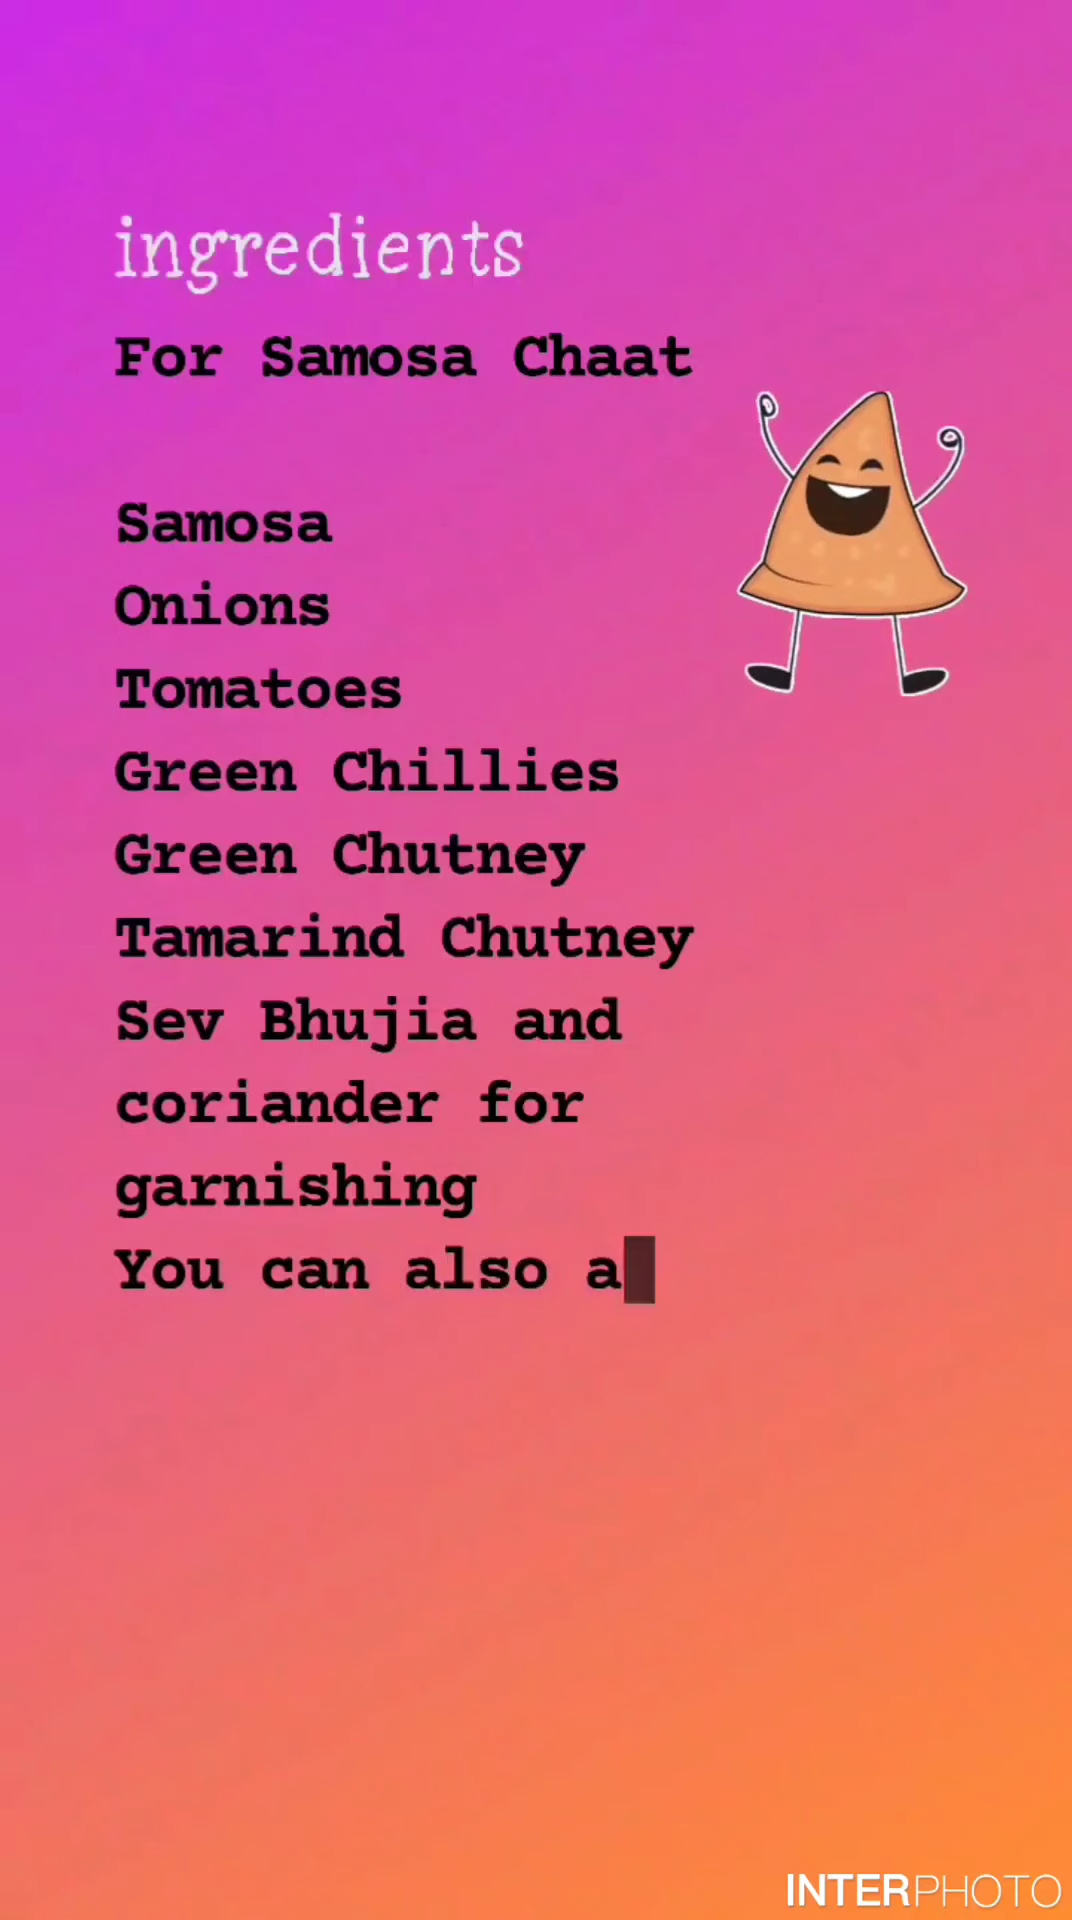 ingredients
For Samosa Chaat
Samosa
Onions
Tomatoes
Green Chillies
Green Chutney
Tamarind Chutney
Sev Bhujia and
coriander for
garnishing
You can also a
INTERPHOTO